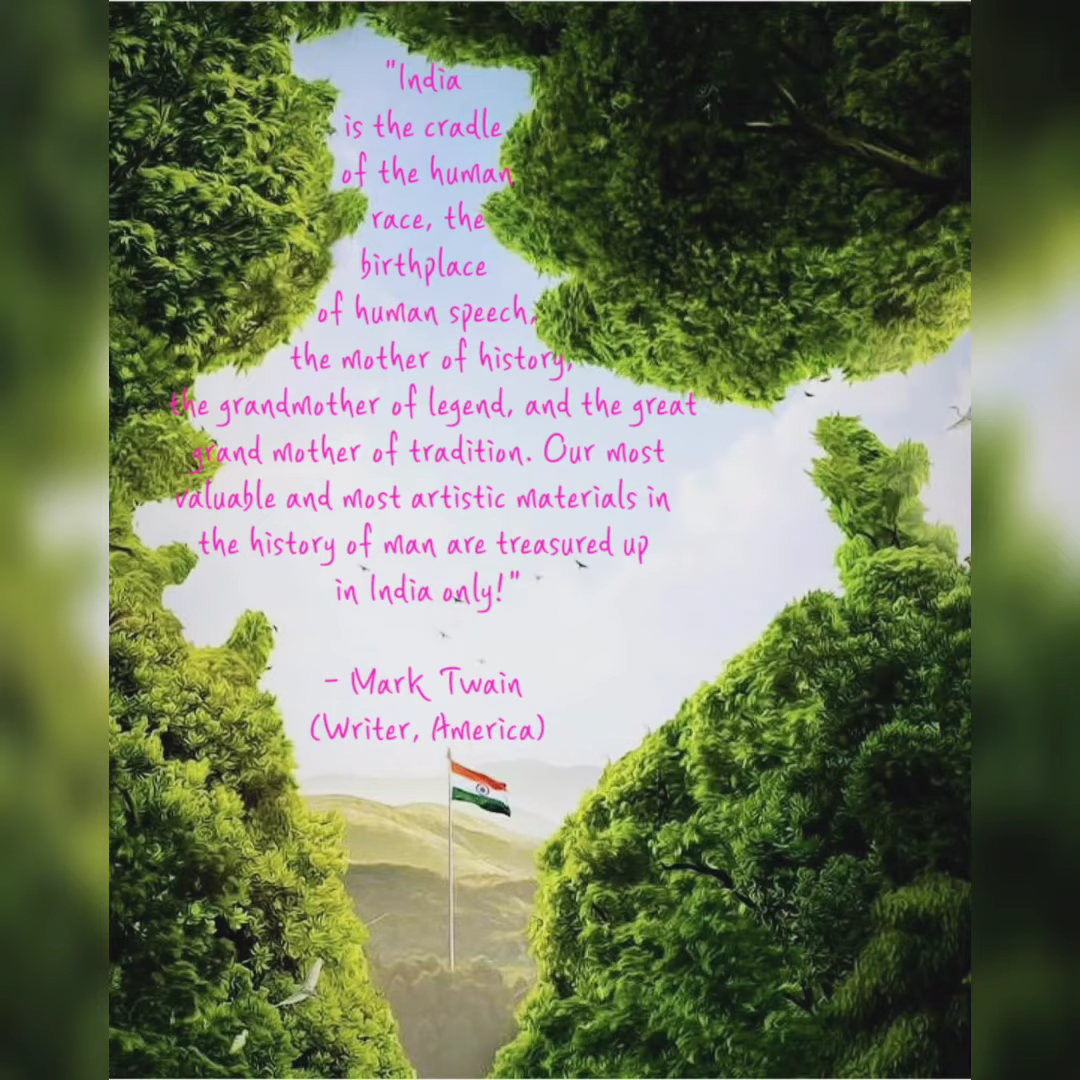 "India
is the cradle
of the human
race, the
birthplace
of human speech,
the mother of history,
the grandmother of legend, and the great
grand mother of tradition. Our most
valuable and most artistic materials in
the history of man are treasured up
in India only!"
- Mark Twain
(Writer, America)